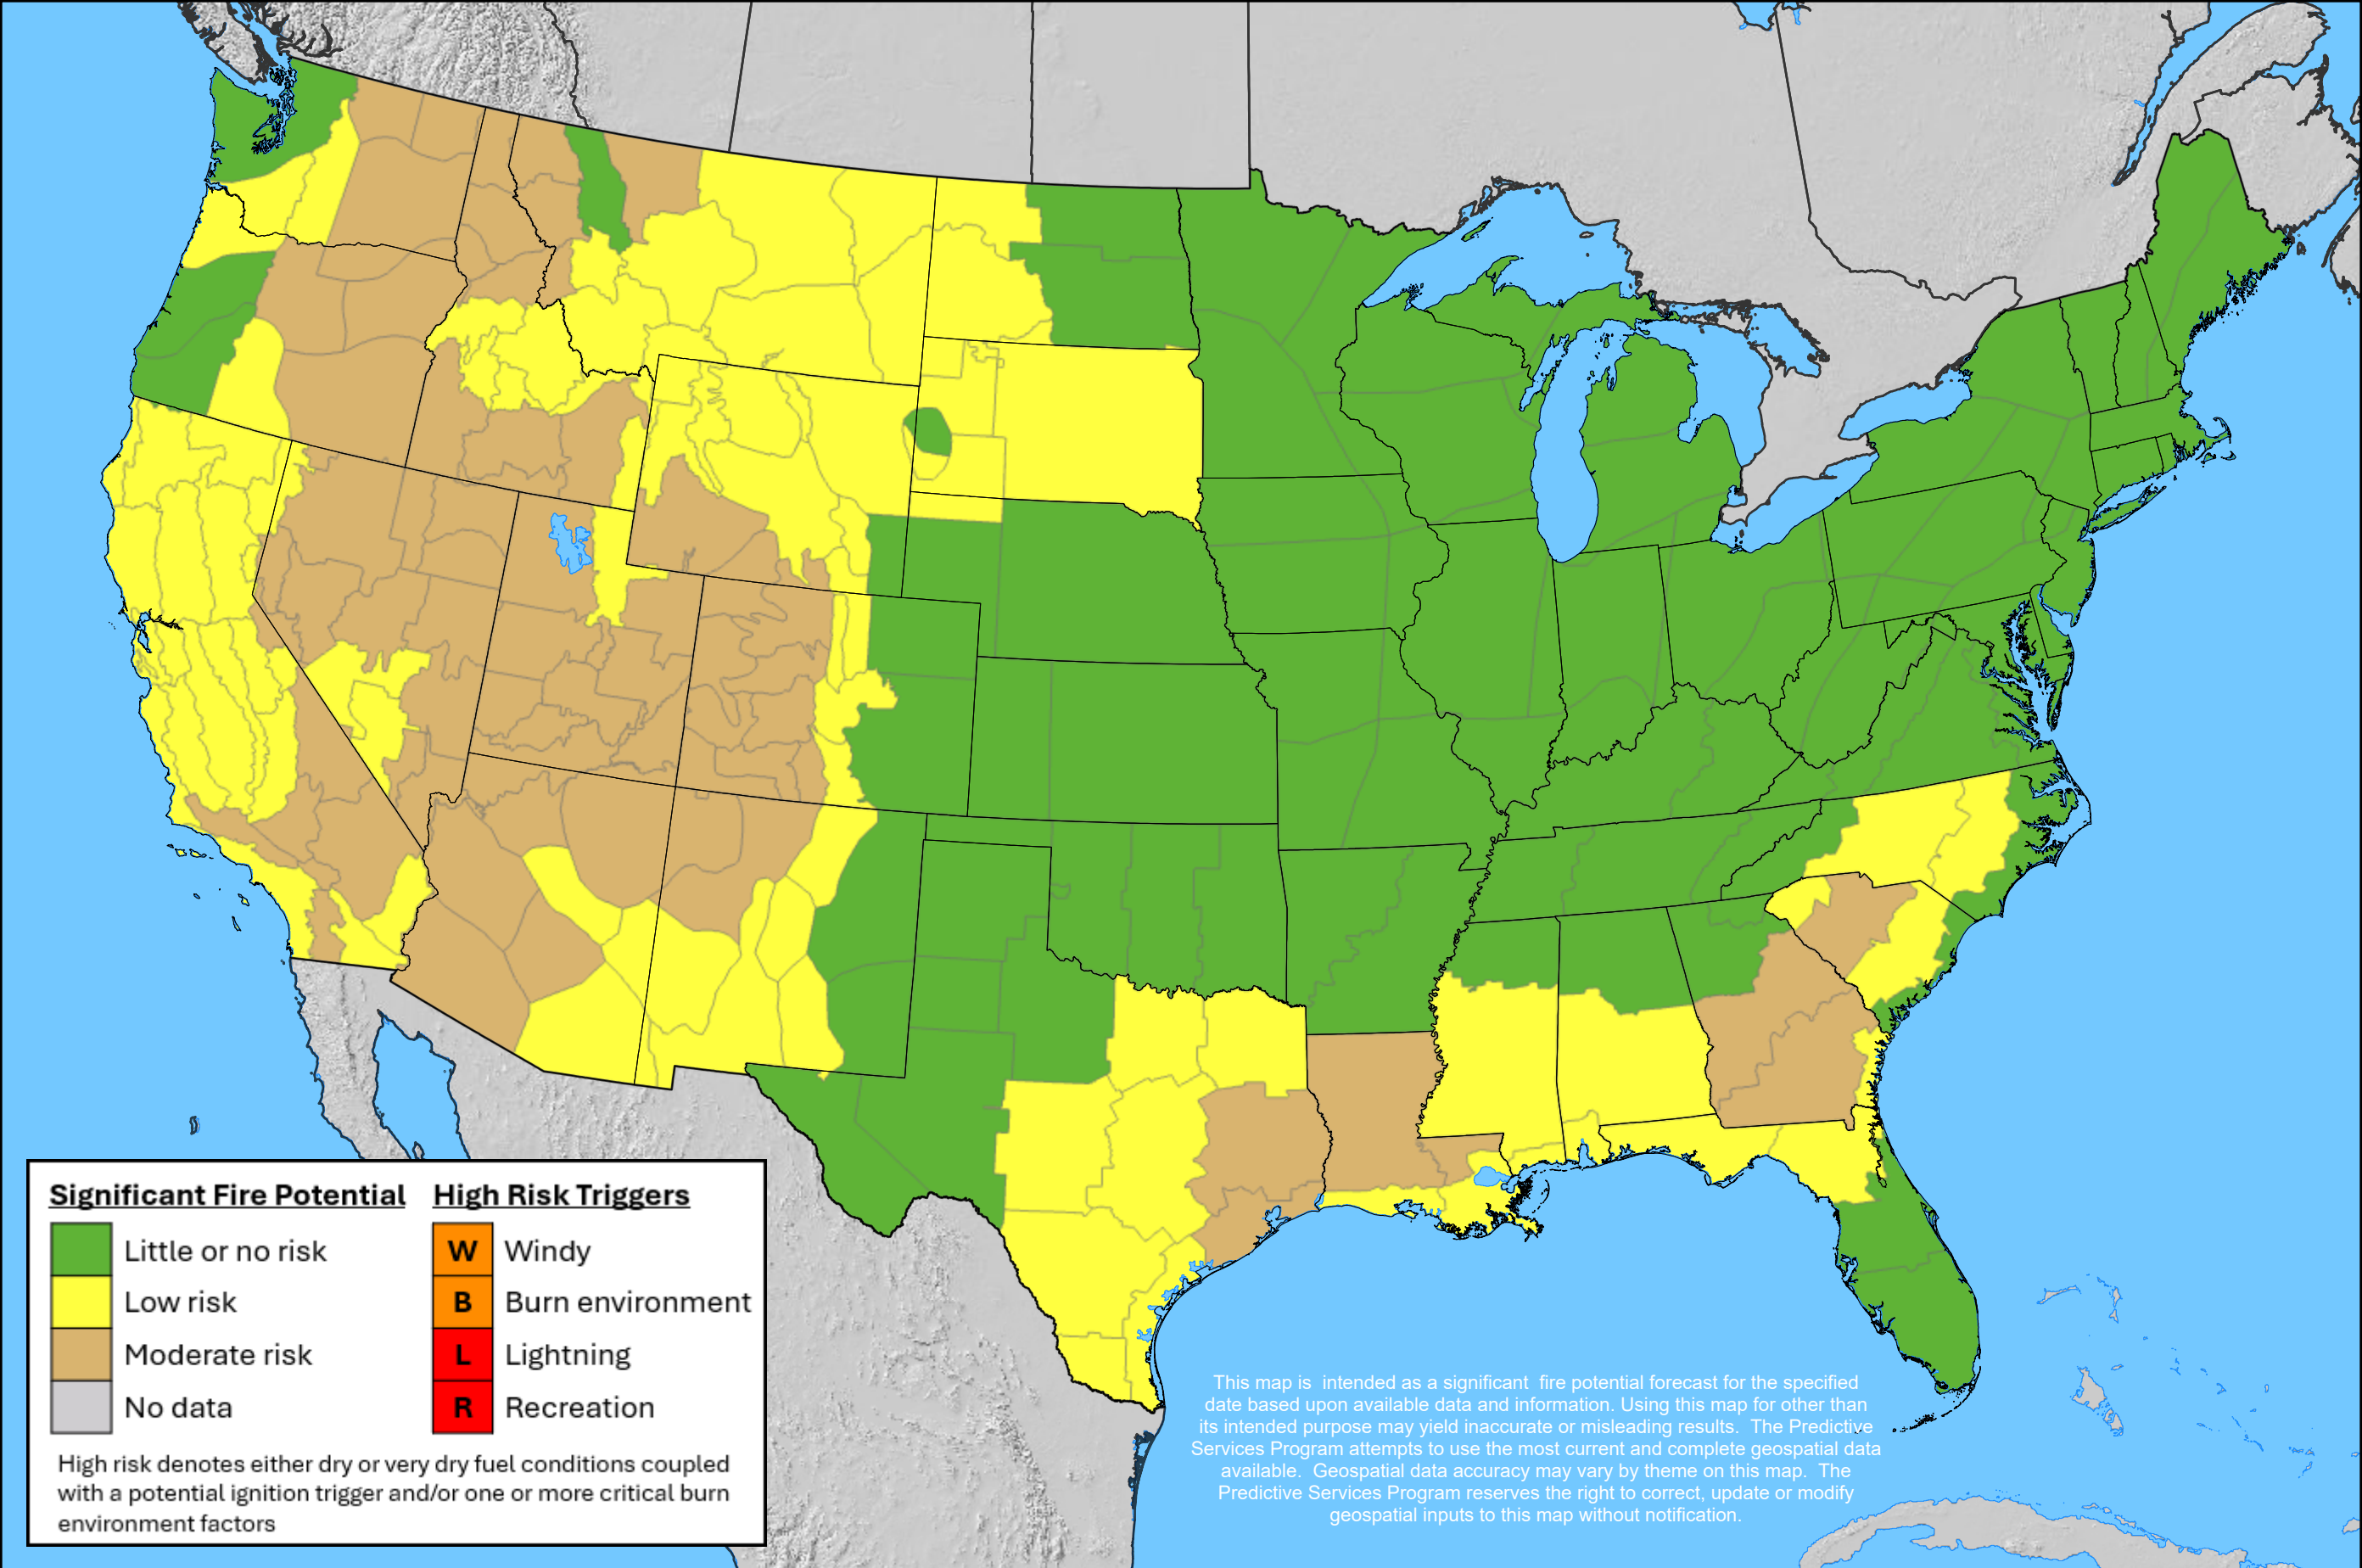 Significant Fire Potential
Little or no risk
Low risk
Moderate risk
No data
High Risk Triggers
W Windy
B Burn environment
L Lightning
R Recreation
High risk denotes either dry or very dry fuel conditions coupled
with a potential ignition trigger and/or one or more critical burn
environment factors
This map is intended as a significant fire potential forecast for the specified
date based upon available data and information. Using this map for other than
its intended purpose may yield inaccurate or misleading results. The Predictive
Services Program attempts to use the most current and complete geospatial data
available. Geospatial data accuracy may vary by theme on this map. The
Predictive Services Program reserves the right to correct, update or modify
geospatial inputs to this map without notification.